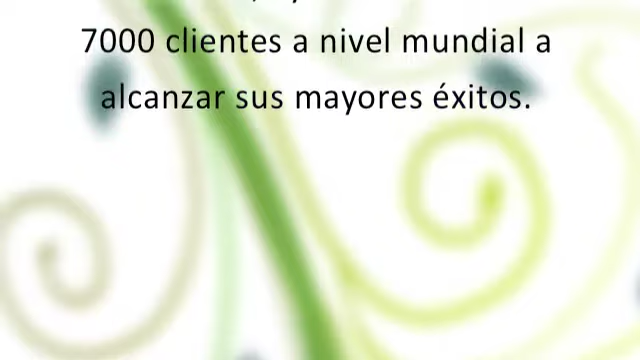 7000 clientes a nivel mundial a
alcanzar sus mayores éxitos.